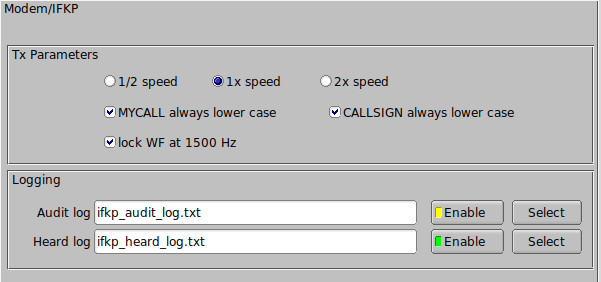 Modem/IFKP
Tx Parameters
1/2 speed 1x speed 2x speed
MYCALL always lower case CALLSIGN always lower case
lock WF at 1500 Hz
Logging
Audit log ifkp_audit_log.txt Enable Select
Heard log ifkp_heard_log.txt Enable Select